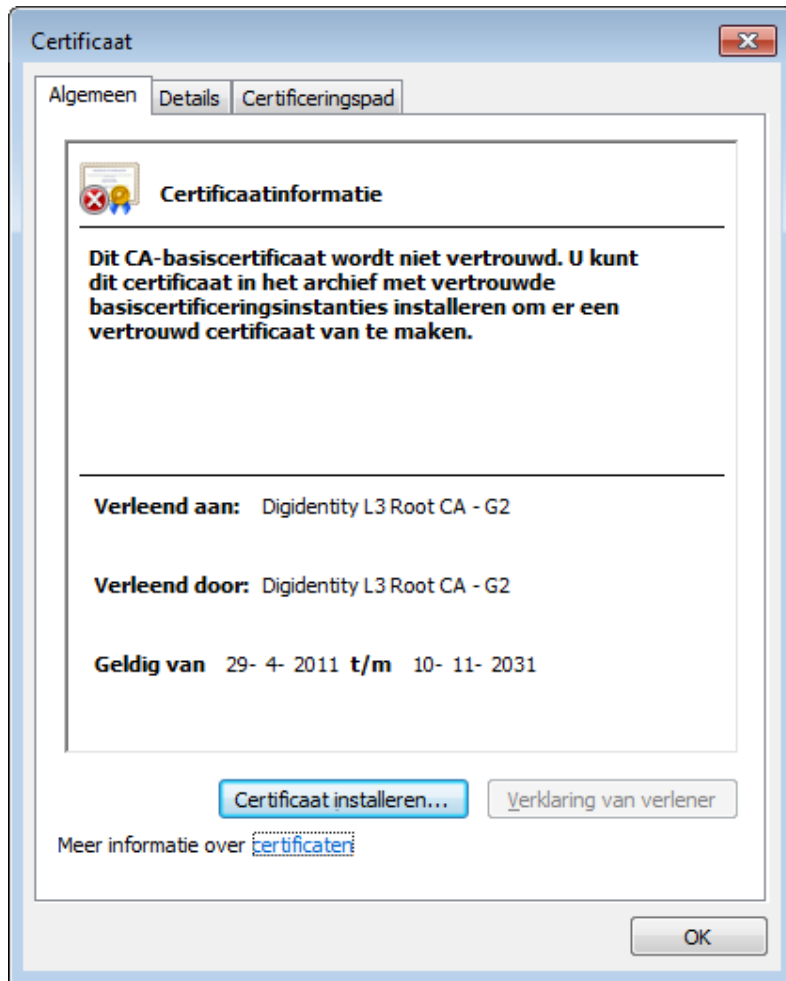 Certificaat
Algemeen Details Certificeringspad
Certificaatinformatie
Dit CA-basiscertificaat wordt niet vertrouwd. U kunt
dit certificaat in het archief met vertrouwde
basiscertificeringsinstanties installeren om er een
vertrouwd certificaat van te maken.
Verleend aan: Digidentity L3 Root CA - G2
Verleend door: Digidentity L3 Root CA - G2
Geldig van 29- 4- 2011 t/m 10- 11- 2031
Certificaat installeren... Verklaring van verlener
Meer informatie over certificaten
OK